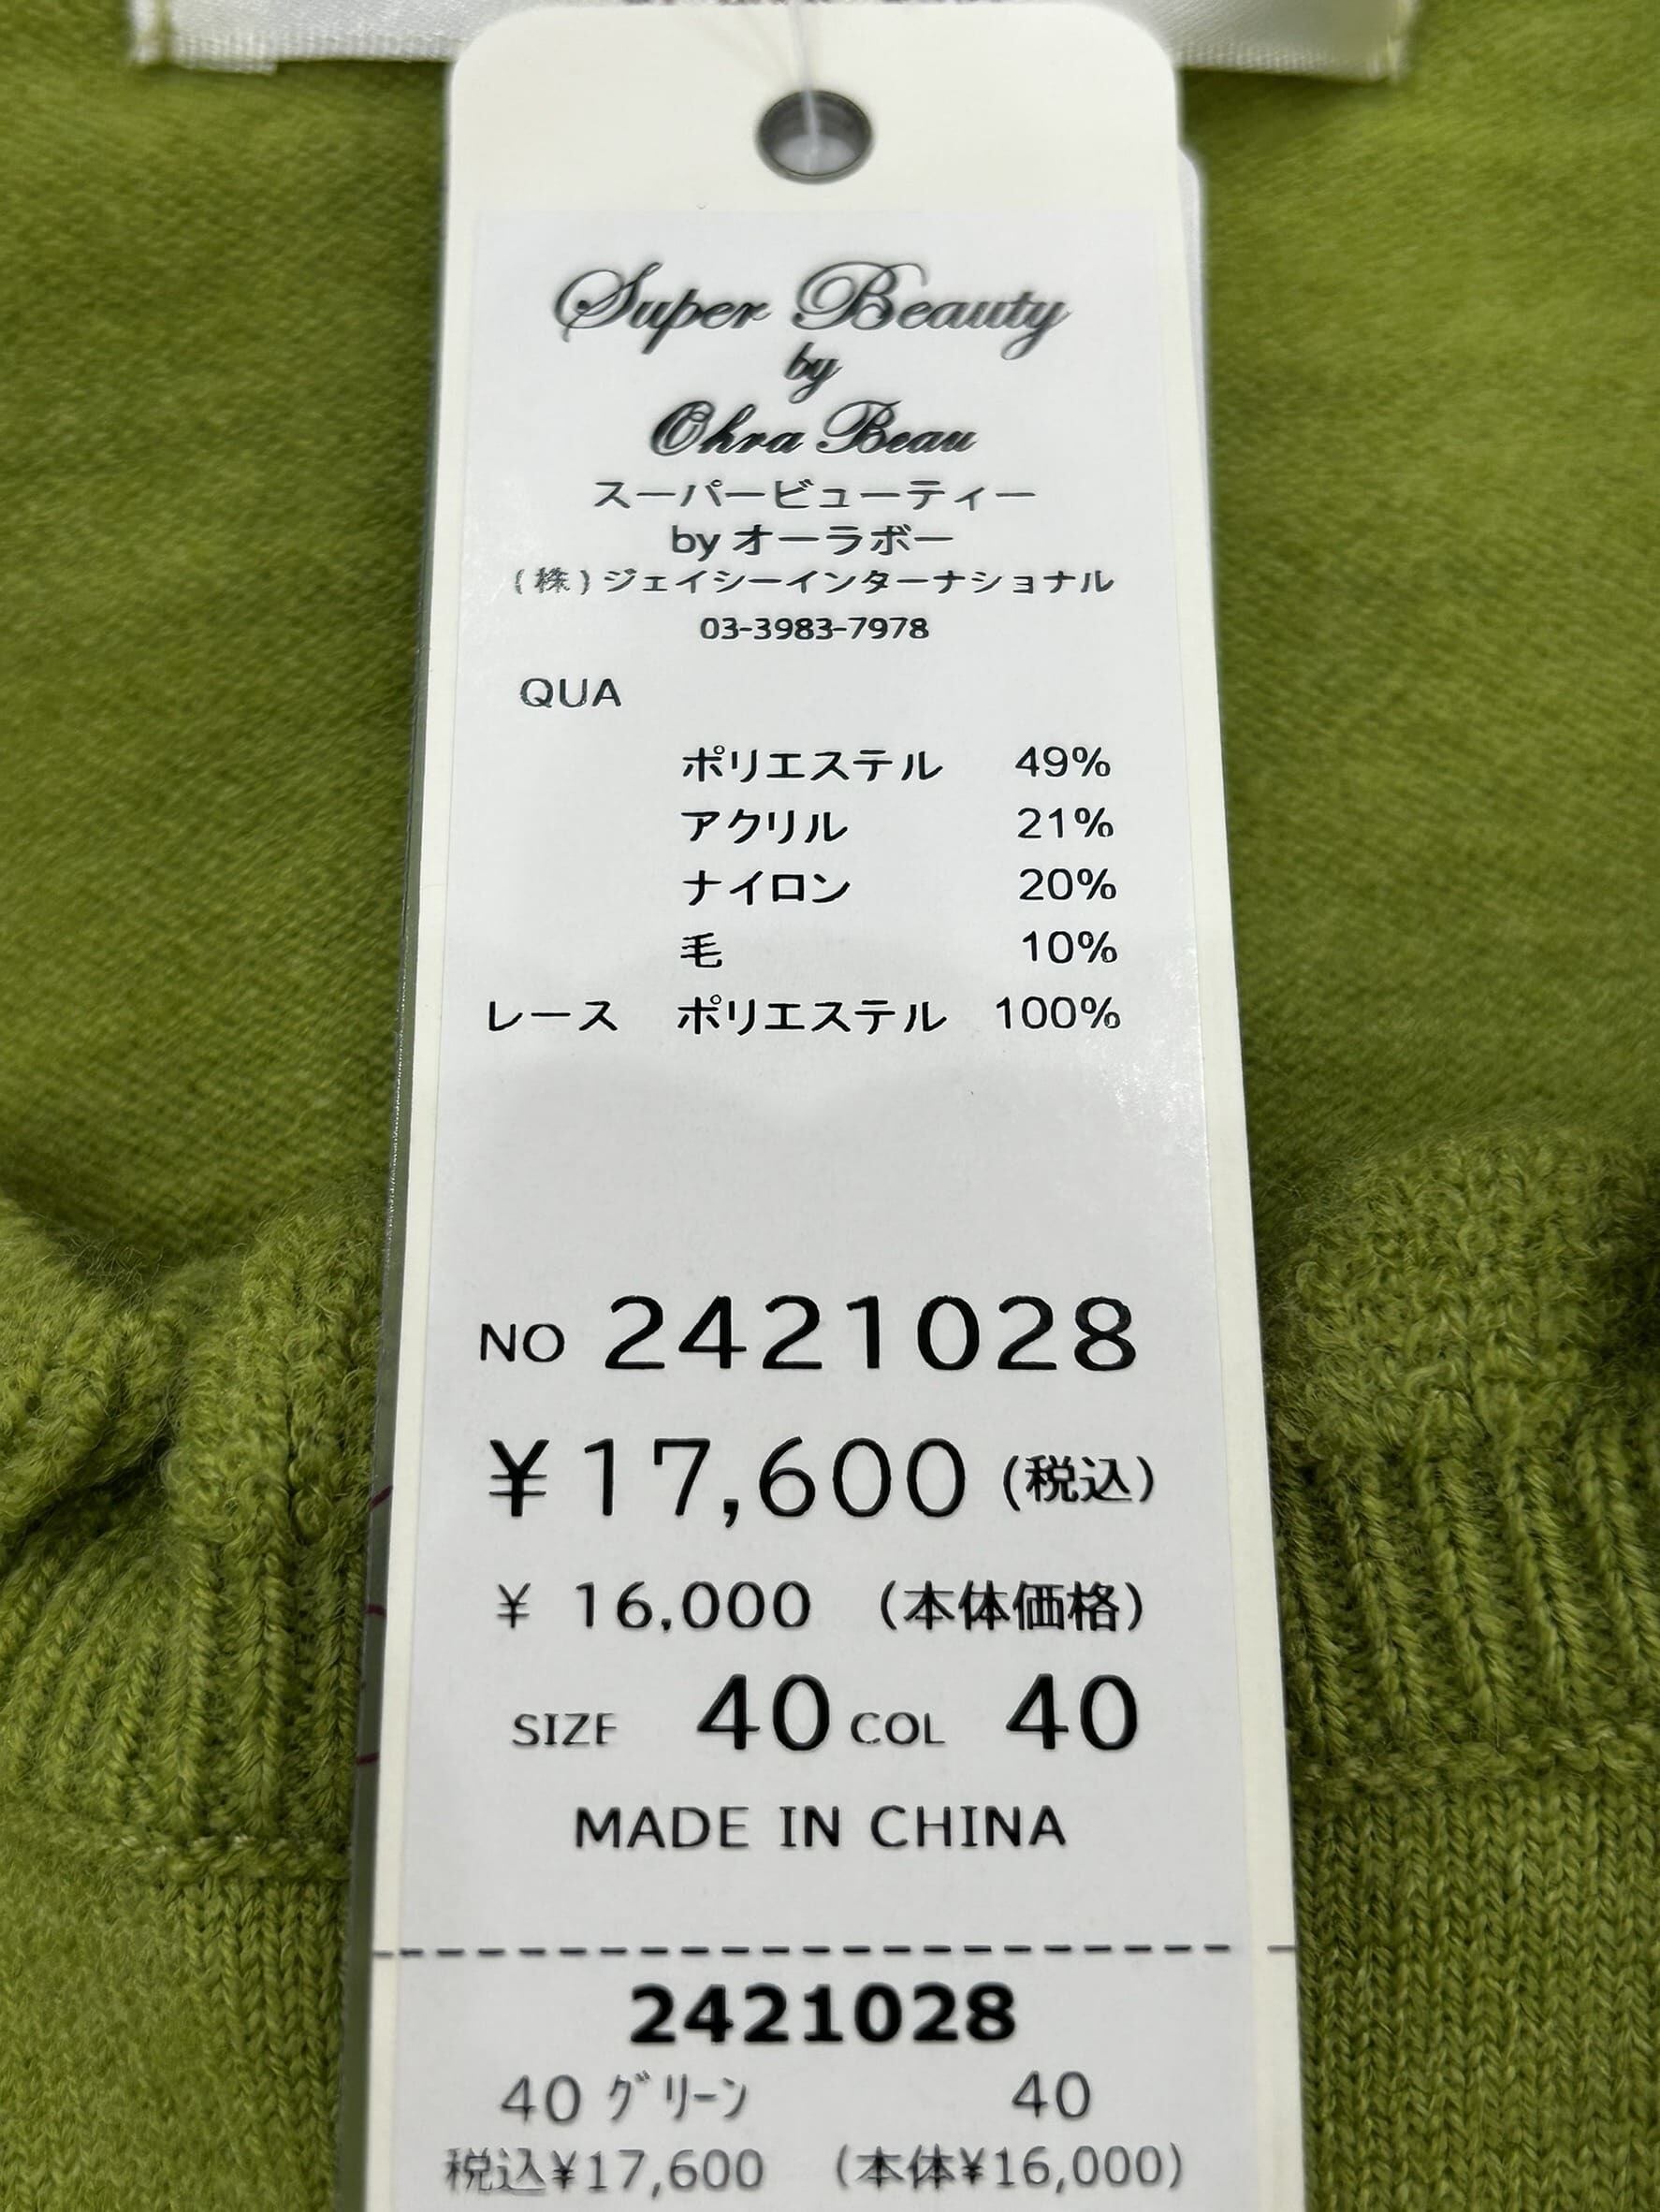 Super Beauty
by
Ohra Beau
スーパービューティー
by オーラボー
(株)ジェイシーインターナショナル
03-3983-7978
QUA
ポリエステル 49%
アクリル 21%
ナイロン 20%
毛 10%
レース ポリエステル 100%
NO 2421028
¥17,600 (税込)
¥ 16,000 (本体価格)
SIZE 40 COL 40
MADE IN CHINA
2421028
40 ｸﾞﾘｰﾝ 40
税込¥17,600 (本体¥16,000)